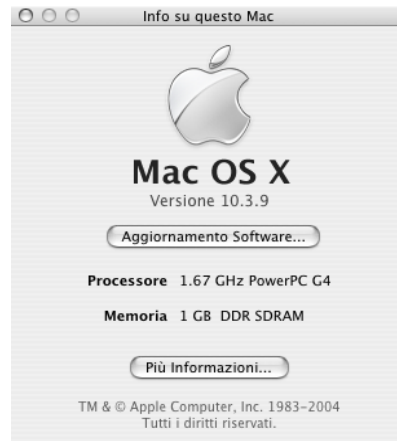 Info su questo Mac
Mac OS X
Versione 10.3.9
Aggiornamento Software...
Processore 1.67 GHz PowerPC G4
Memoria 1 GB DDR SDRAM
Più Informazioni...
TM & © Apple Computer, Inc. 1983-2004
Tutti i diritti riservati.